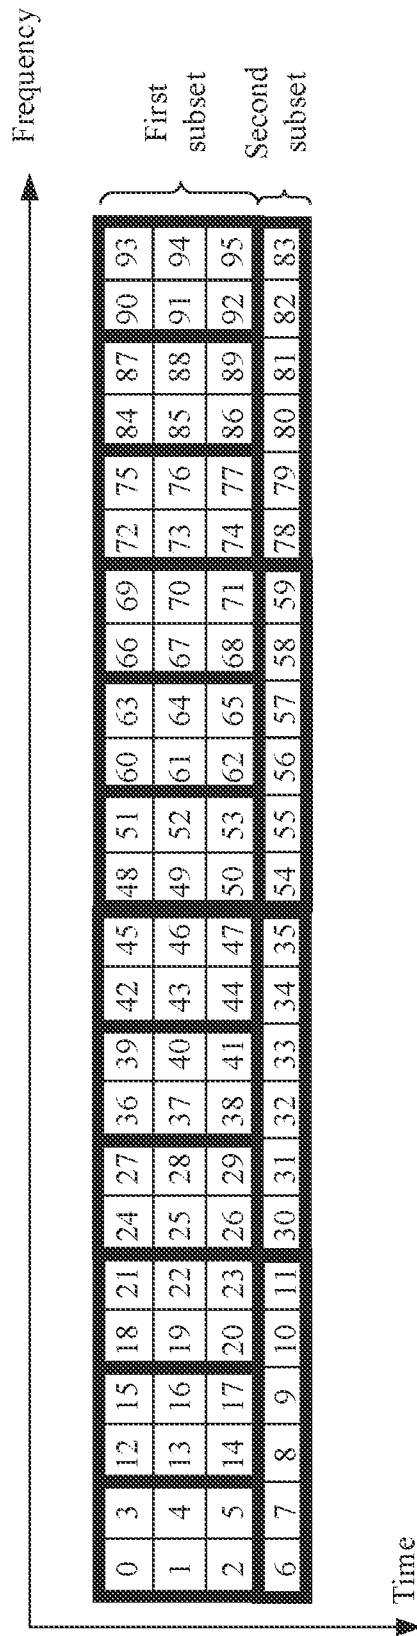 Frequency
First
subset
Second
subset
0 3 12 15 18 21 24 27 36 39 42 45 48 51 60 63 66 69 72 75 84 87 90 93
1 4 13 16 19 22 25 28 37 40 43 46 49 52 61 64 67 70 73 76 85 88 91 94
2 5 14 17 20 23 26 29 38 41 44 47 50 53 62 65 68 71 74 77 86 89 92 95
6 7 8 9 10 11 30 31 32 33 34 35 54 55 56 57 58 59 78 79 80 81 82 83
Time